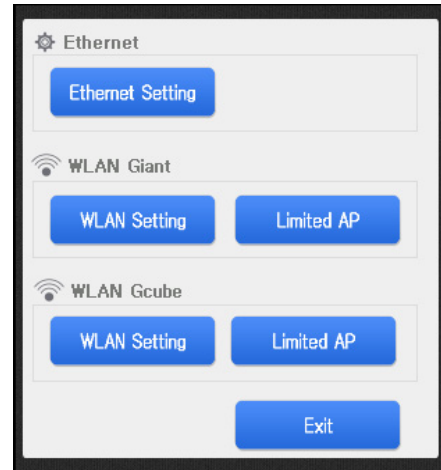 Ethernet
Ethernet Setting
WLAN Giant
WLAN Setting Limited AP
WLAN Gcube
WLAN Setting Limited AP
Exit